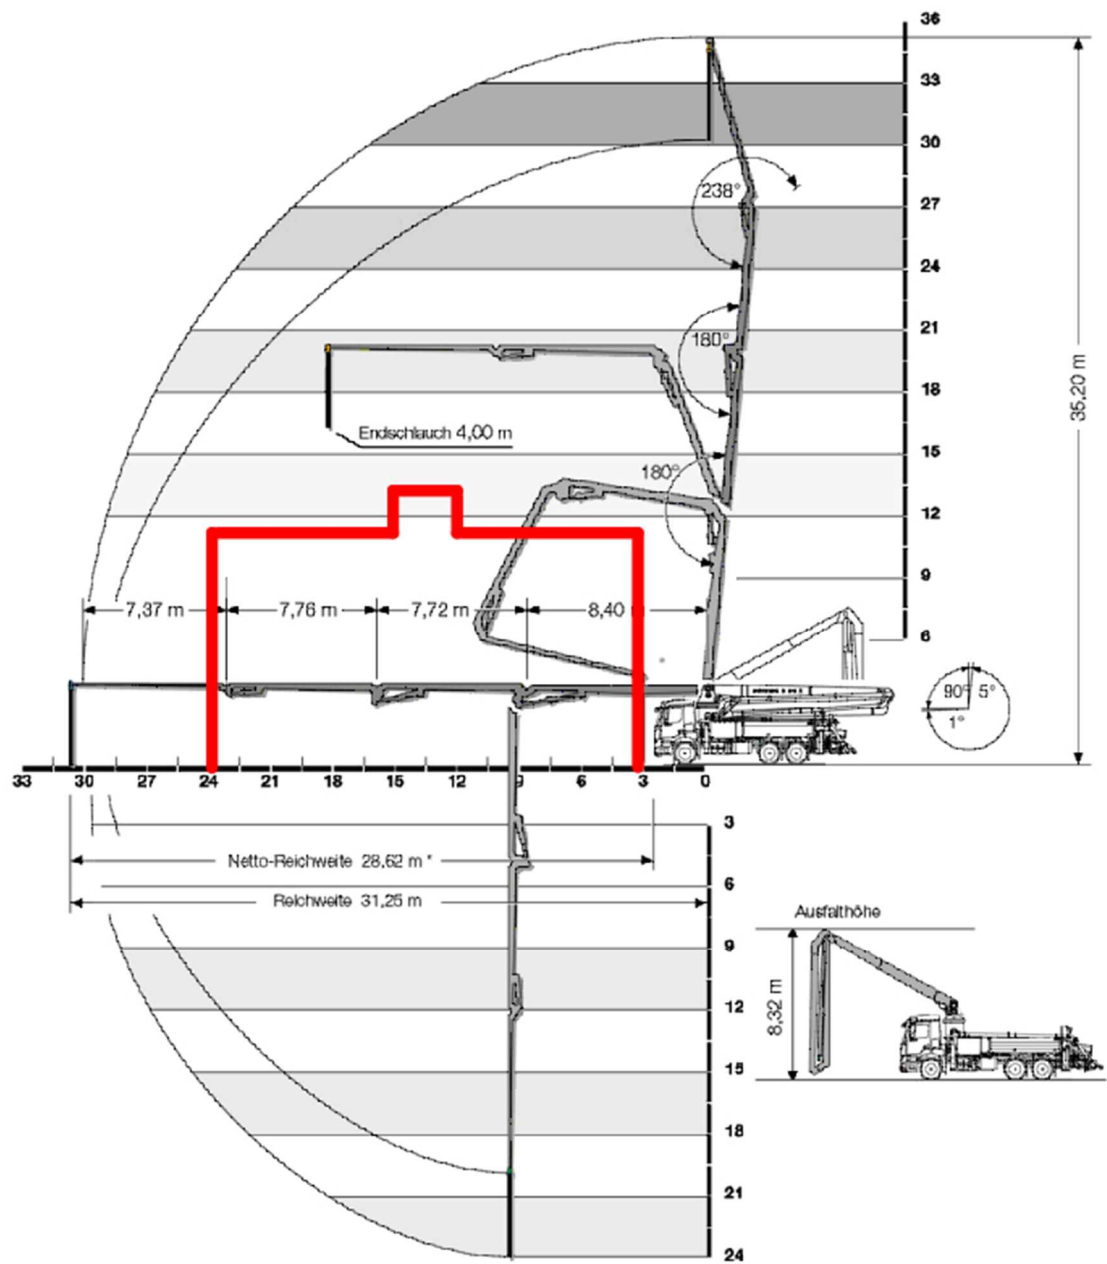 36
33
30
238°
27
24
21
180°
18
35,20 m
Endschlauch 4,00 m
15
180°
12
9
7,37 m
7,76 m
7,72 m
8,40
6
90° 5°
1°
33 30 27 24 21 18 15 12 9 6 3 0
3
Netto-Reichweite 28,62 m *
6
Reichweite 31,25 m
Ausfalthöhe
9
8,32 m
12
15
18
21
24